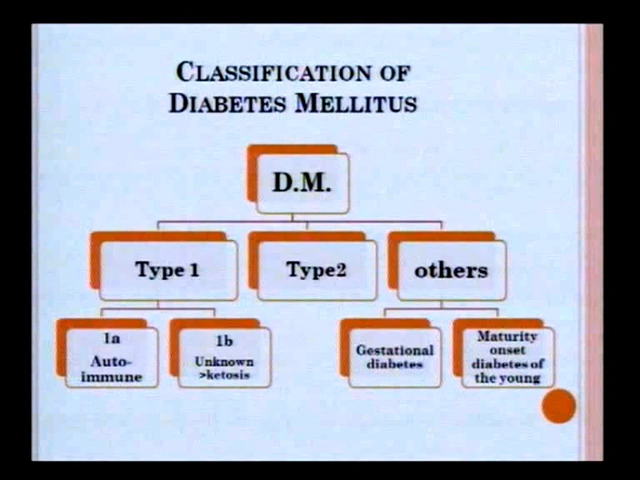 CLASSIFICATION OF
DIABETES MELLITUS
D.M.
Type 1
Type2
others
1a
Auto-
immune
1b
Unknown
>ketosis
Gestational
diabetes
Maturity
onset
diabetes of
the young